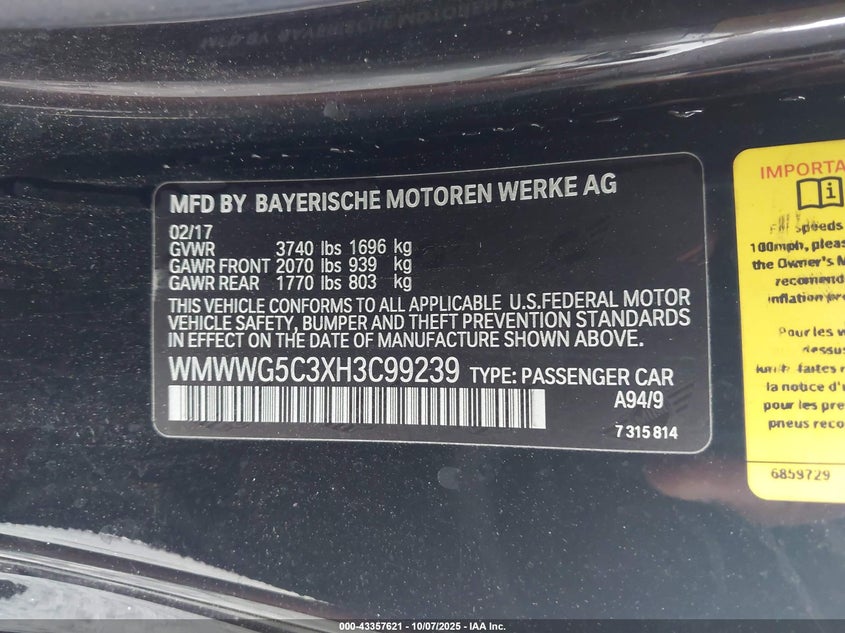 MFD BY BAYERISCHE MOTOREN WERKE AG
02/17
GVWR 3740 lbs 1696 kg
GAWR FRONT 2070 lbs 939 kg
GAWR REAR 1770 lbs 803 kg
THIS VEHICLE CONFORMS TO ALL APPLICABLE U.S.FEDERAL MOTOR
VEHICLE SAFETY, BUMPER AND THEFT PREVENTION STANDARDS
IN EFFECT ON THE DATE OF MANUFACTURE SHOWN ABOVE.
WMWWG5C3XH3C99239 TYPE: PASSENGER CAR
A94/9
7 315 814
IMPORTA
speeds
100mph, pleas
the Owner's M
recommend
inflation pre
Pour les v
dessus
km/h faites
la notice d'u
pour les pre
pneus reco
6859729
000-43357621 - 10/07/2025 - IAA Inc.